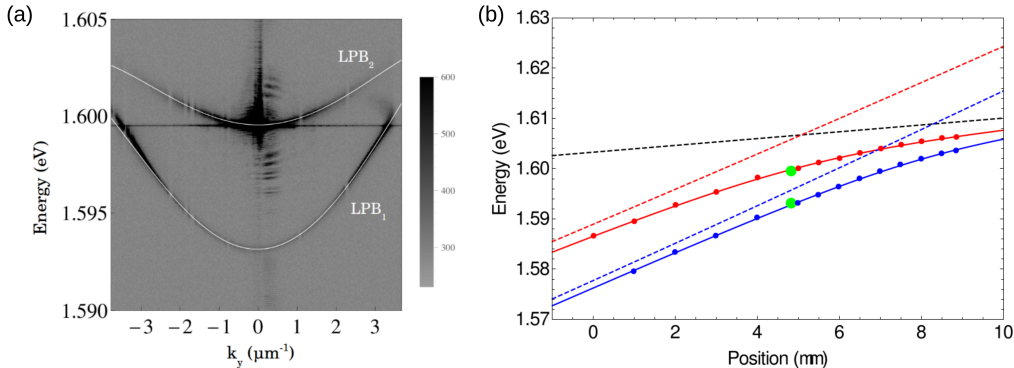 (a)
1.605
1.600
1.595
1.590
Energy (eV)
LPB2
LPB1
−3 −2 −1 0 1 2 3
ky (μm-1)
600
500
400
300
(b)
1.63
1.62
1.61
1.60
1.59
1.58
1.57
Energy (eV)
0 2 4 6 8 10
Position (mm)